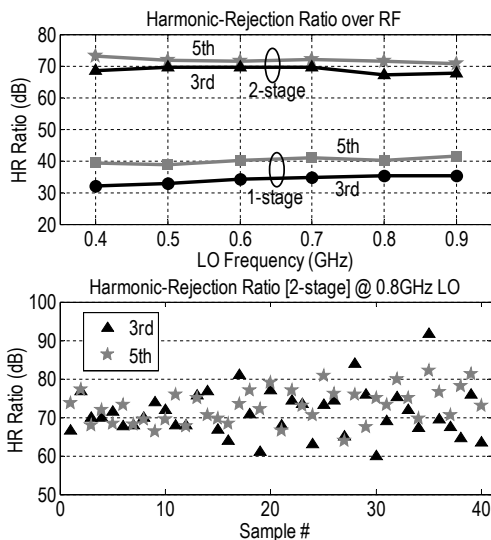 Harmonic-Rejection Ratio over RF
80
70
60
50
40
30
20
HR Ratio (dB)
5th
3rd
2-stage
5th
3rd
1-stage
0.4 0.5 0.6 0.7 0.8 0.9
LO Frequency (GHz)
Harmonic-Rejection Ratio [2-stage] @ 0.8GHz LO
100
90
80
70
60
50
HR Ratio (dB)
3rd
5th
0 10 20 30 40
Sample #